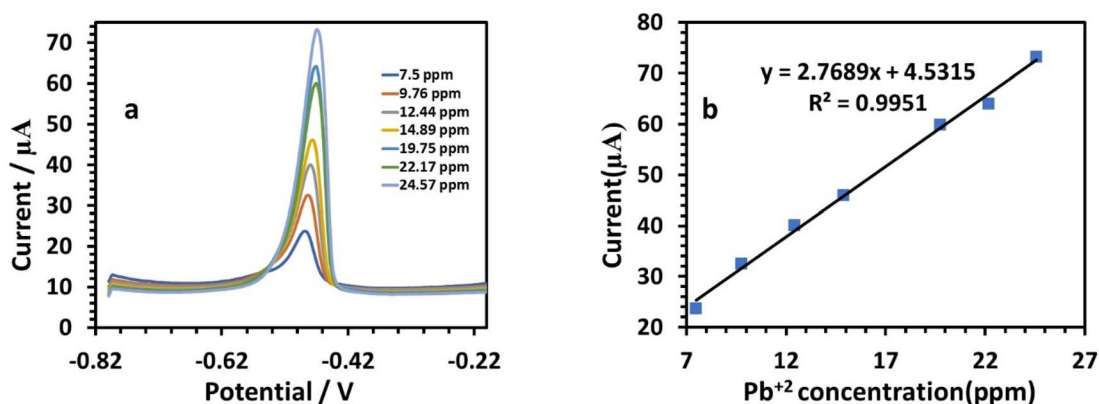 70
60
50
40
30
20
10
0
Current / µA
a
7.5 ppm
9.76 ppm
12.44 ppm
14.89 ppm
19.75 ppm
22.17 ppm
24.57 ppm
-0.82
-0.62
-0.42
-0.22
Potential / V
80
70
60
50
40
30
20
Current(µA)
b
y = 2.7689x + 4.5315
R² = 0.9951
7
12
17
22
27
Pb⁺² concentration(ppm)